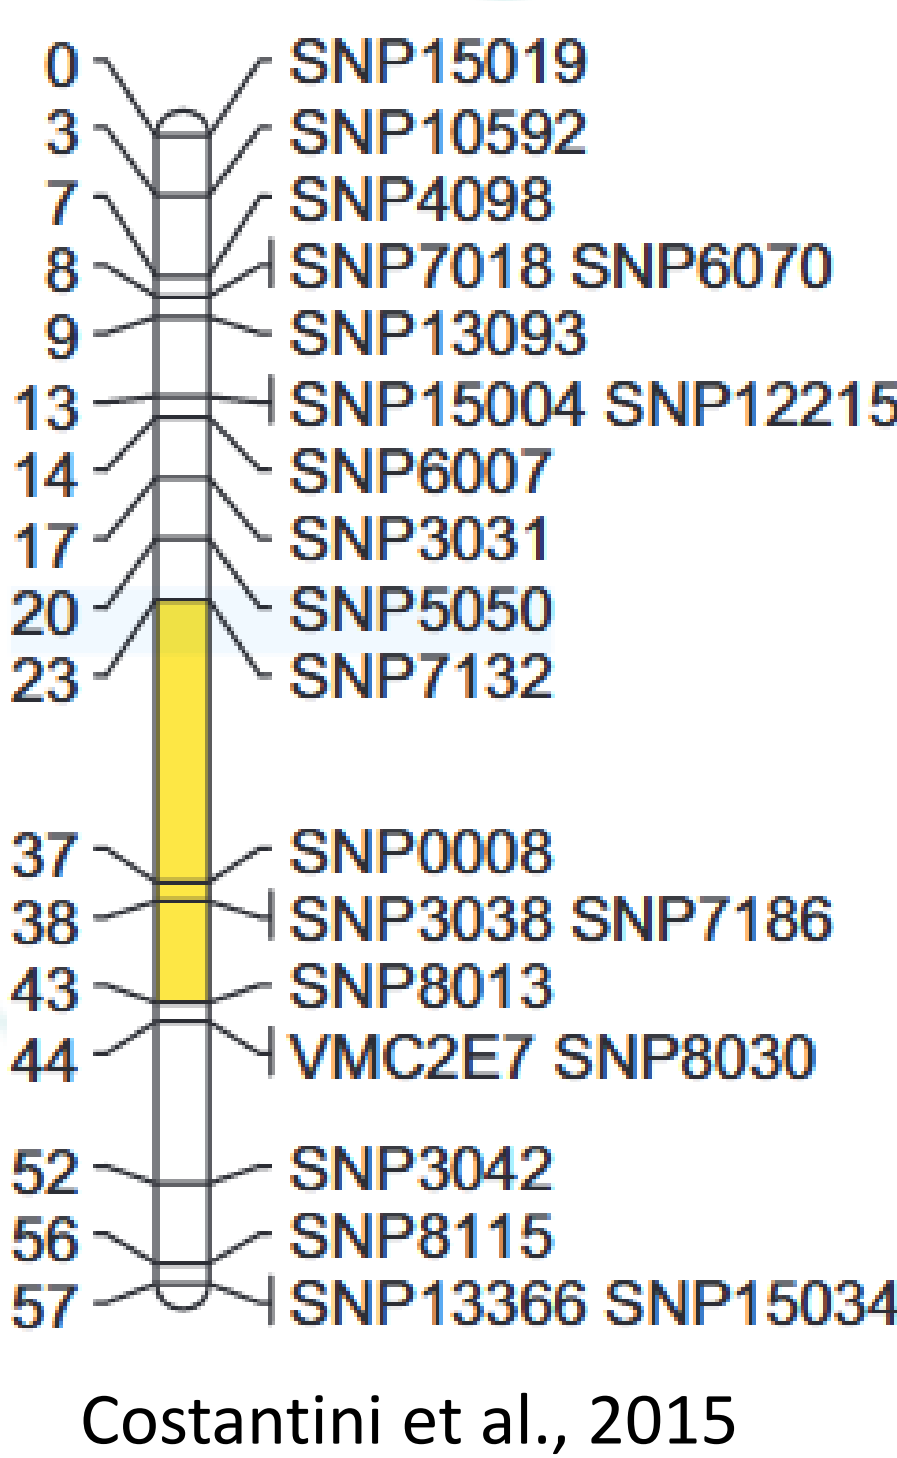 0 SNP15019
3 SNP10592
7 SNP4098
8 SNP7018 SNP6070
9 SNP13093
13 SNP15004 SNP12215
14 SNP6007
17 SNP3031
20 SNP5050
23 SNP7132
37 SNP0008
38 SNP3038 SNP7186
43 SNP8013
44 VMC2E7 SNP8030
52 SNP3042
56 SNP8115
57 SNP13366 SNP15034
Costantini et al., 2015